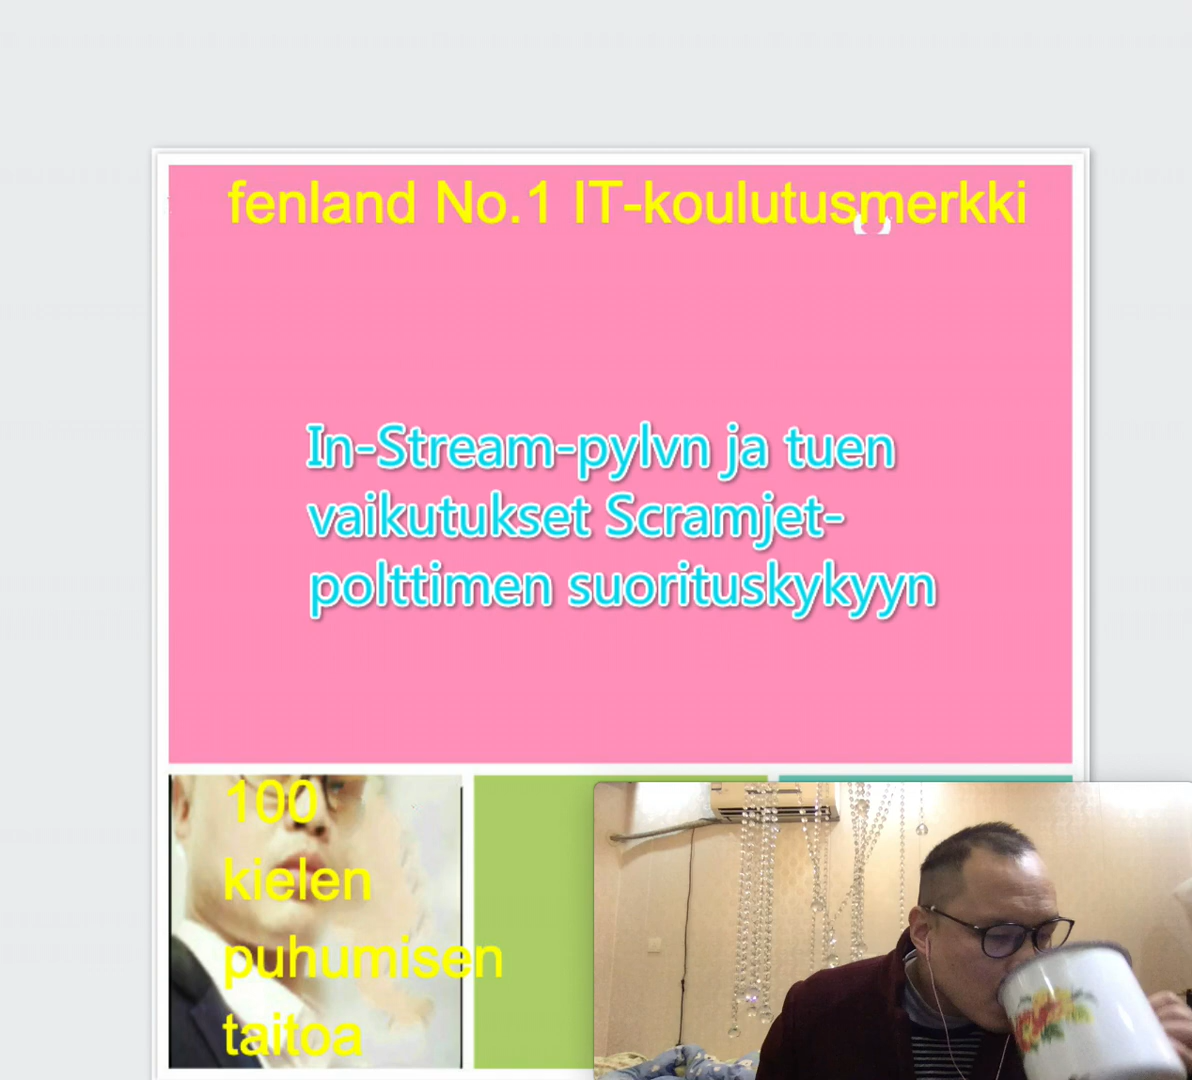 fenland No.1 IT-koulutusmerkki
In-Stream-pylvn ja tuen
vaikutukset Scramjet-
polttimen suorituskykyyn
100
kielen
puhumisen
taitoa